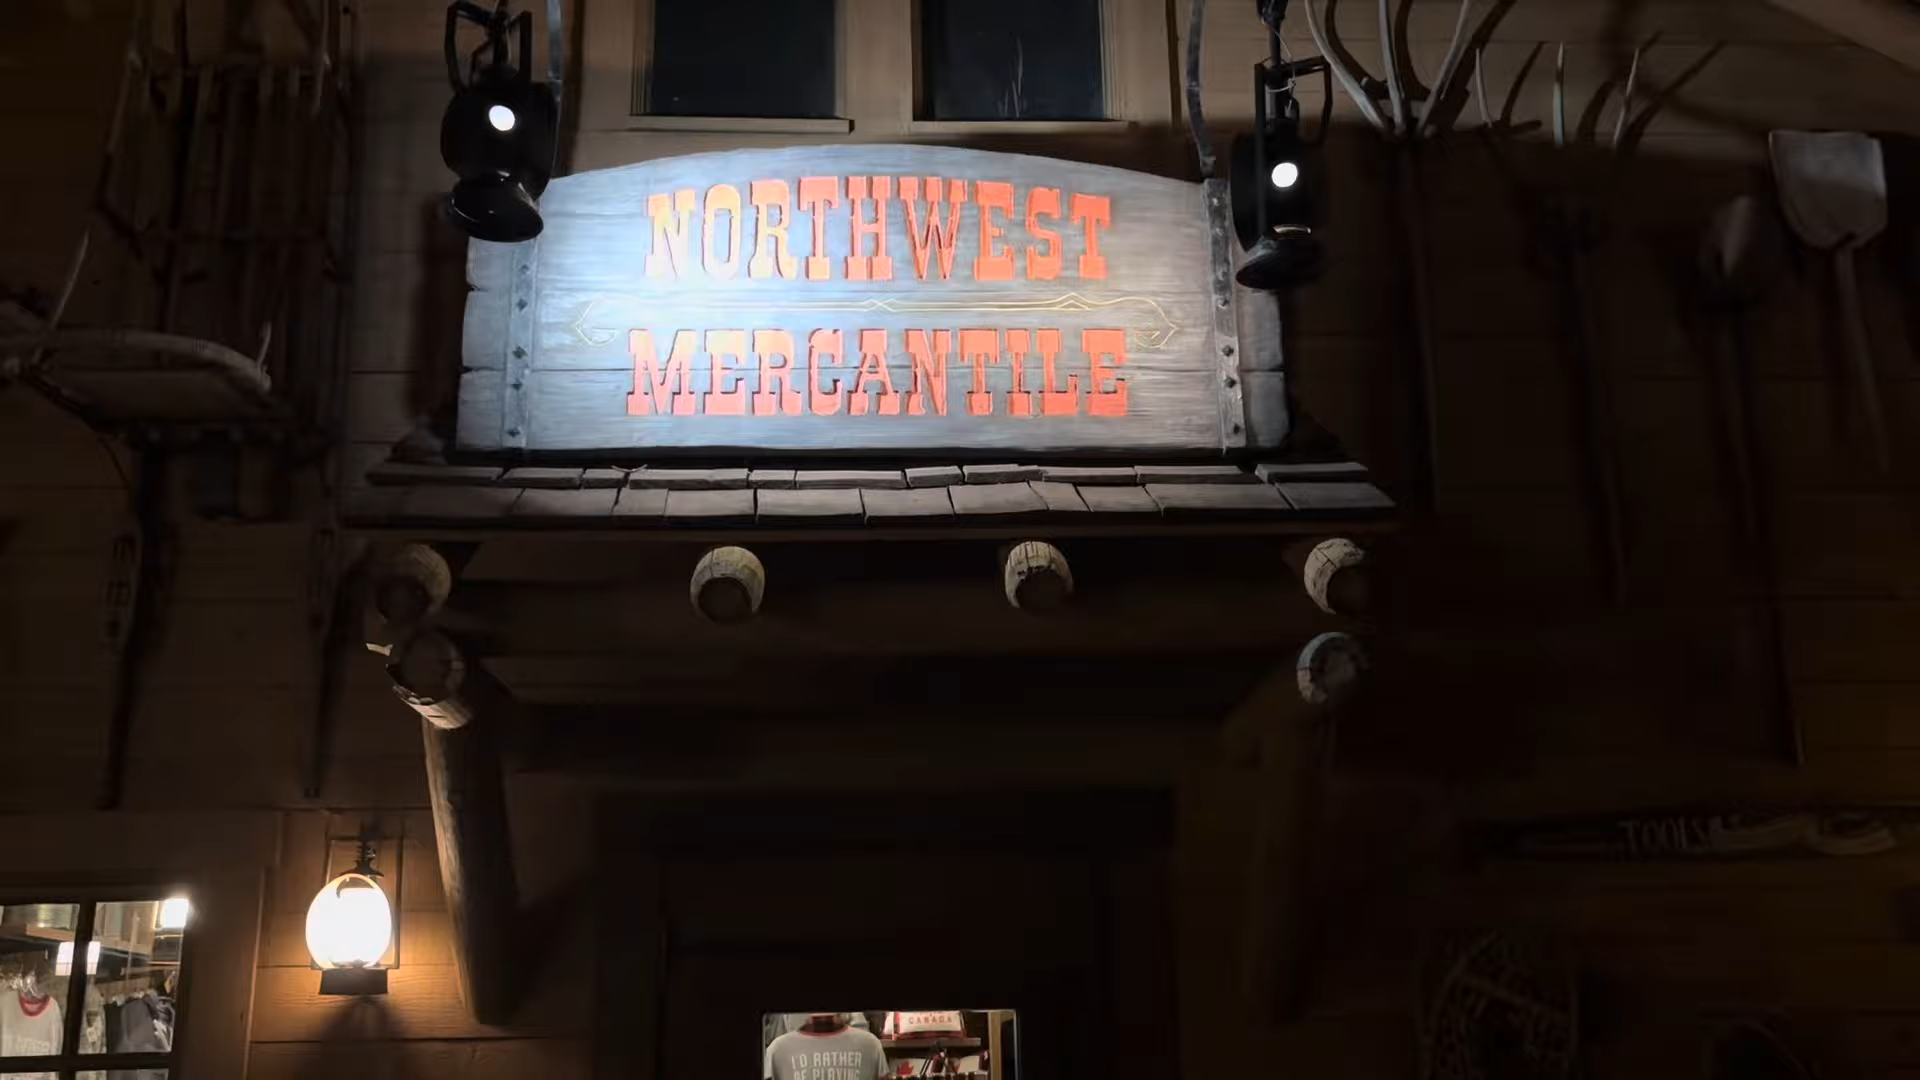 NORTHWEST
MERCANTILE
TOOLS
CANADA
I'D RATHER
BE PLAYING